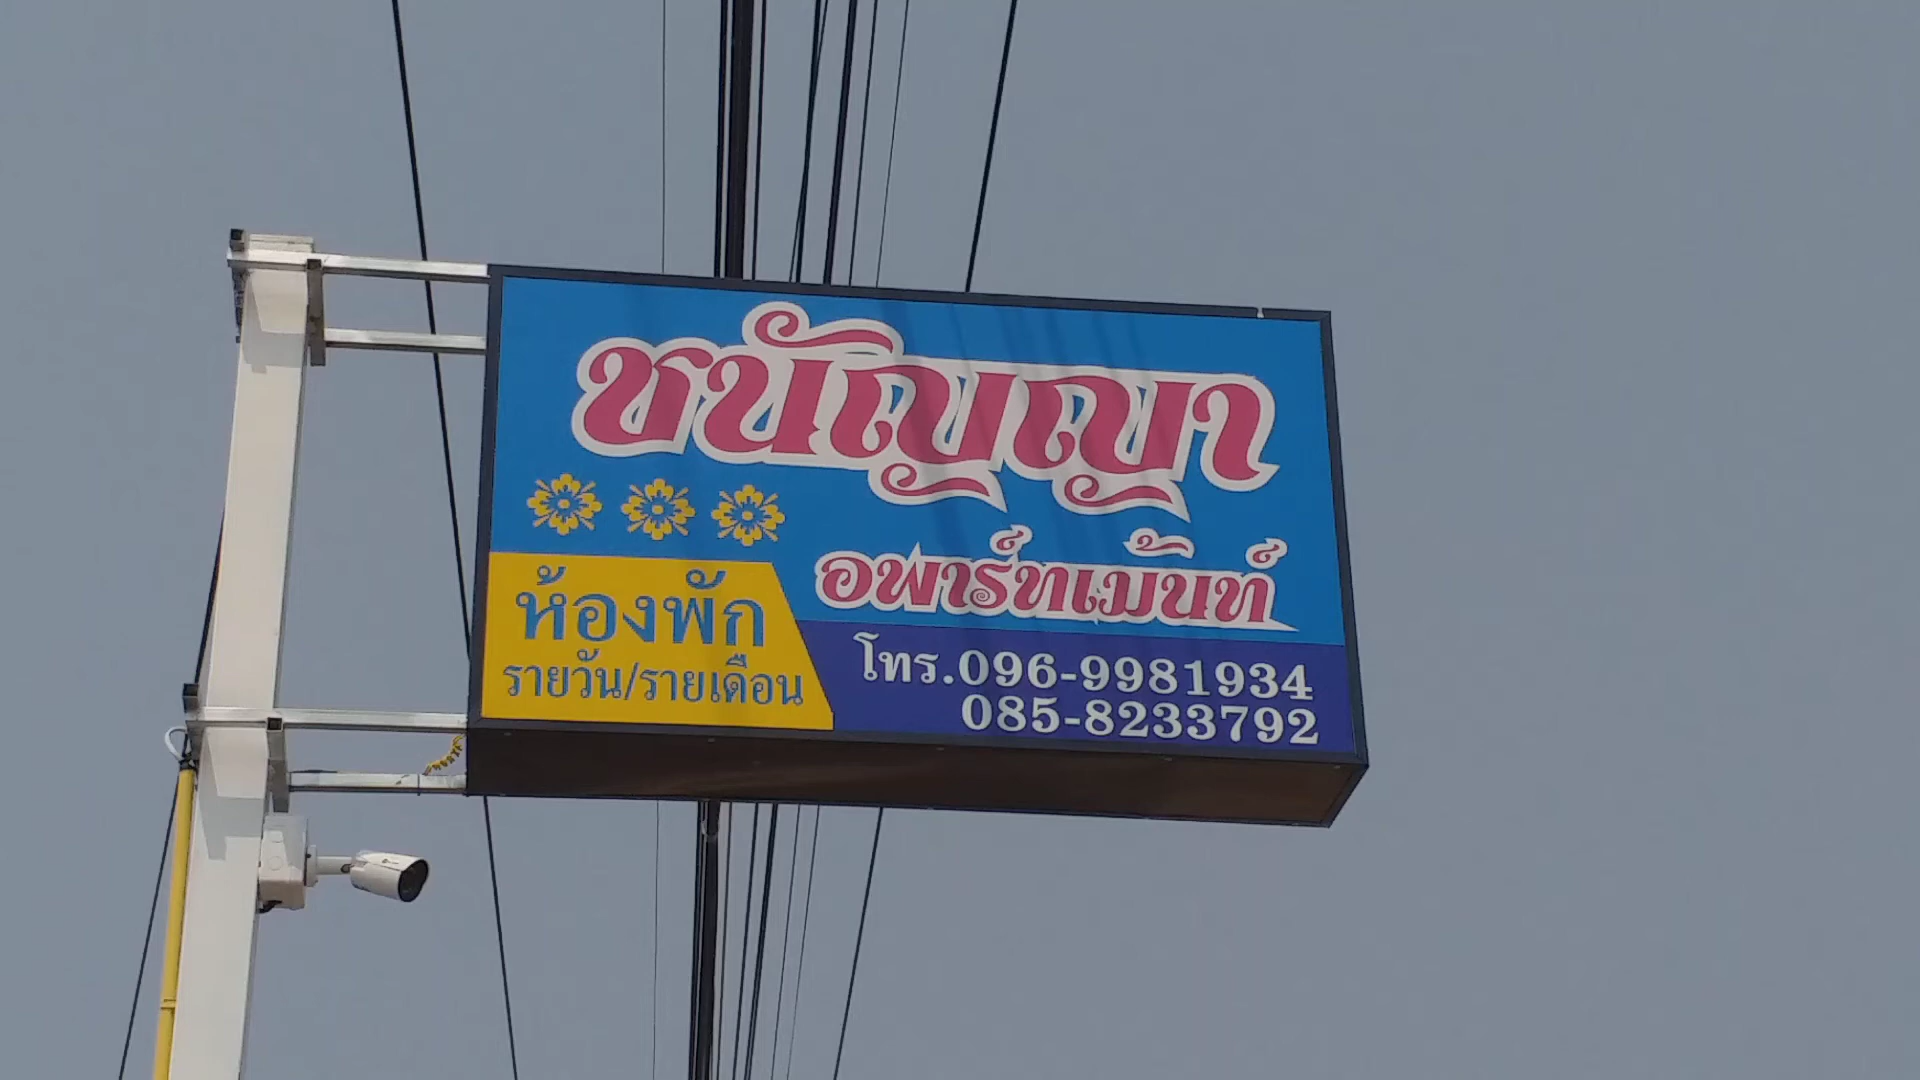 ชนัญญา
อพาร์ทเม้นท์
ห้องพัก
รายวัน/รายเดือน
โทร.096-9981934
085-8233792